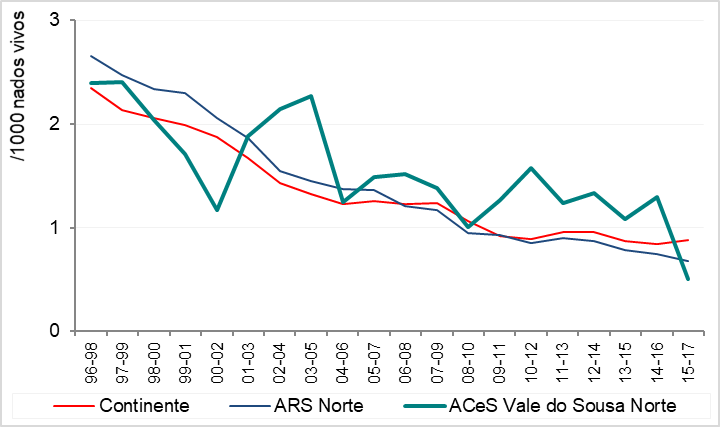 /1000 nados vivos
3
2
1
0
96-98 97-99 98-00 99-01 00-02 01-03 02-04 03-05 04-06 05-07 06-08 07-09 08-10 09-11 10-12 11-13 12-14 13-15 14-16 15-17
Continente ARS Norte ACeS Vale do Sousa Norte